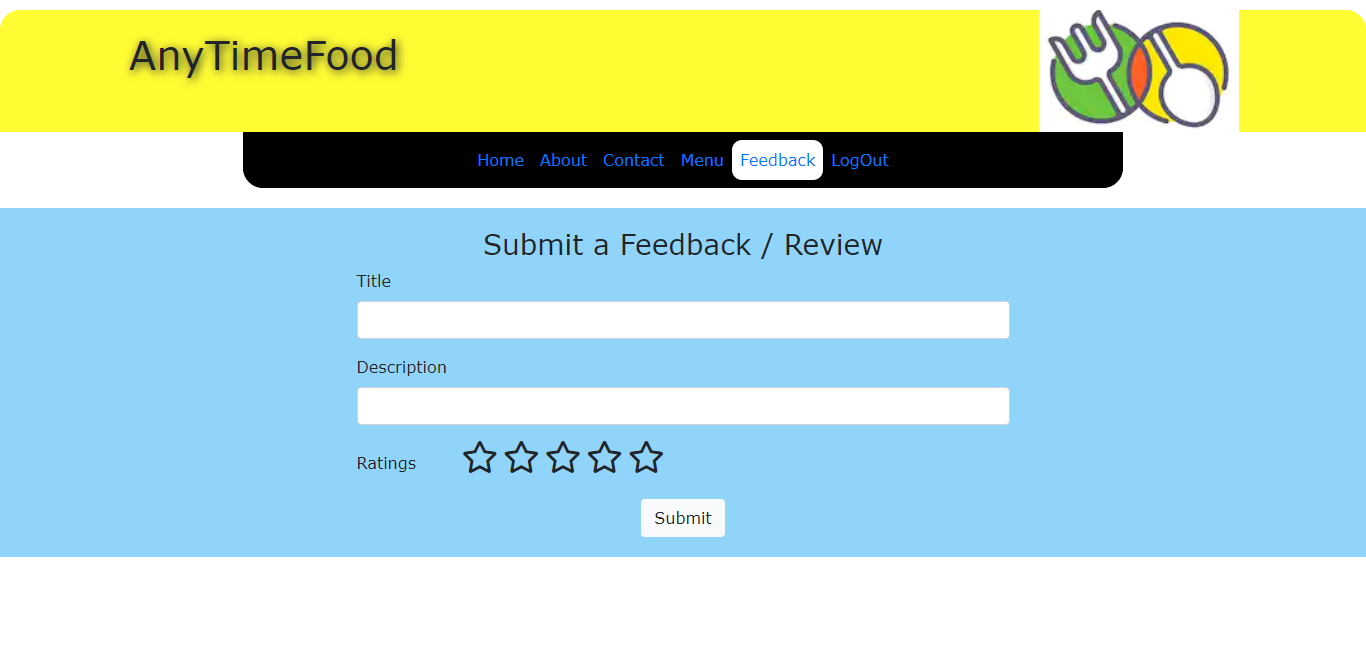 AnyTimeFood
Home About Contact Menu Feedback LogOut
Submit a Feedback / Review
Title
Description
Ratings
Submit